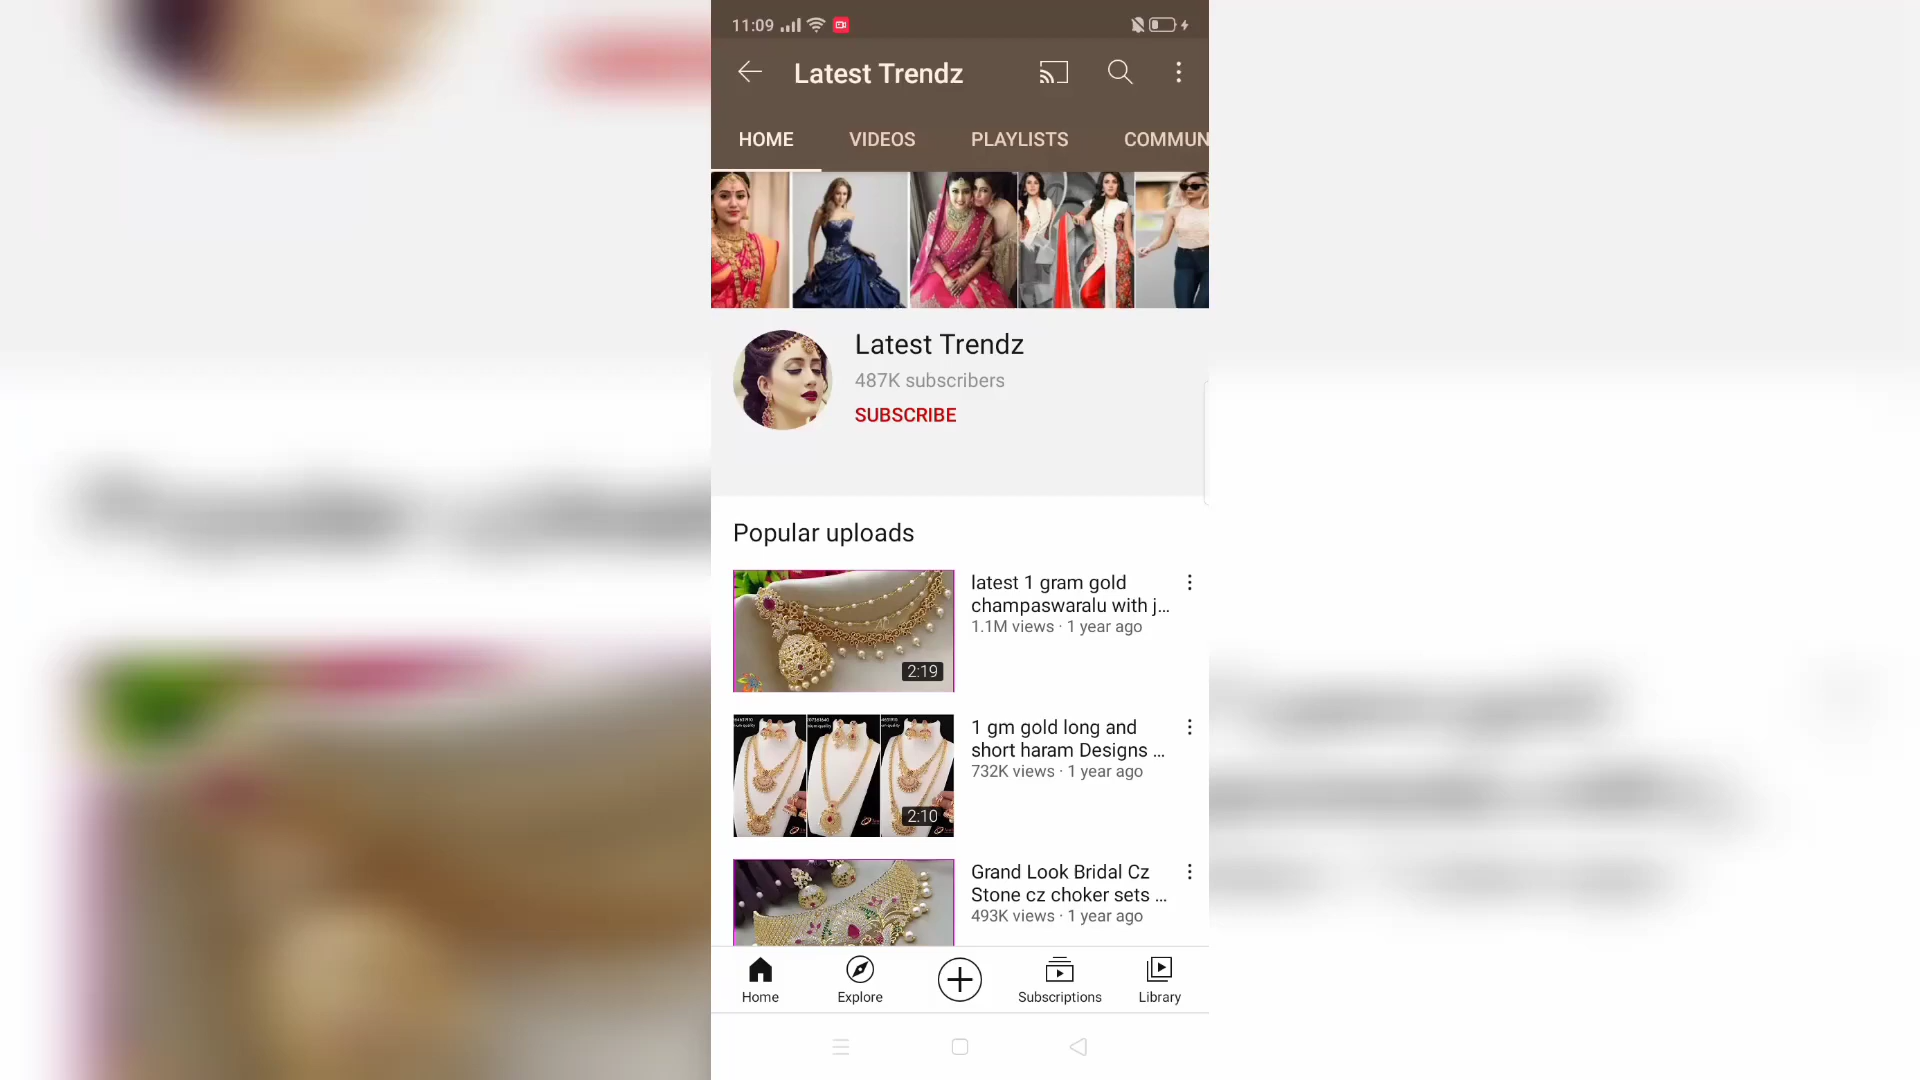 11:09
Latest Trendz
HOME VIDEOS PLAYLISTS COMMUN
Latest Trendz
487K subscribers
SUBSCRIBE
Popular uploads
latest 1 gram gold
champaswaralu with j...
1.1M views · 1 year ago
2:19
1 gm gold long and
short haram Designs ...
732K views · 1 year ago
2:10
Grand Look Bridal Cz
Stone cz choker sets ...
493K views · 1 year ago
Home Explore Subscriptions Library